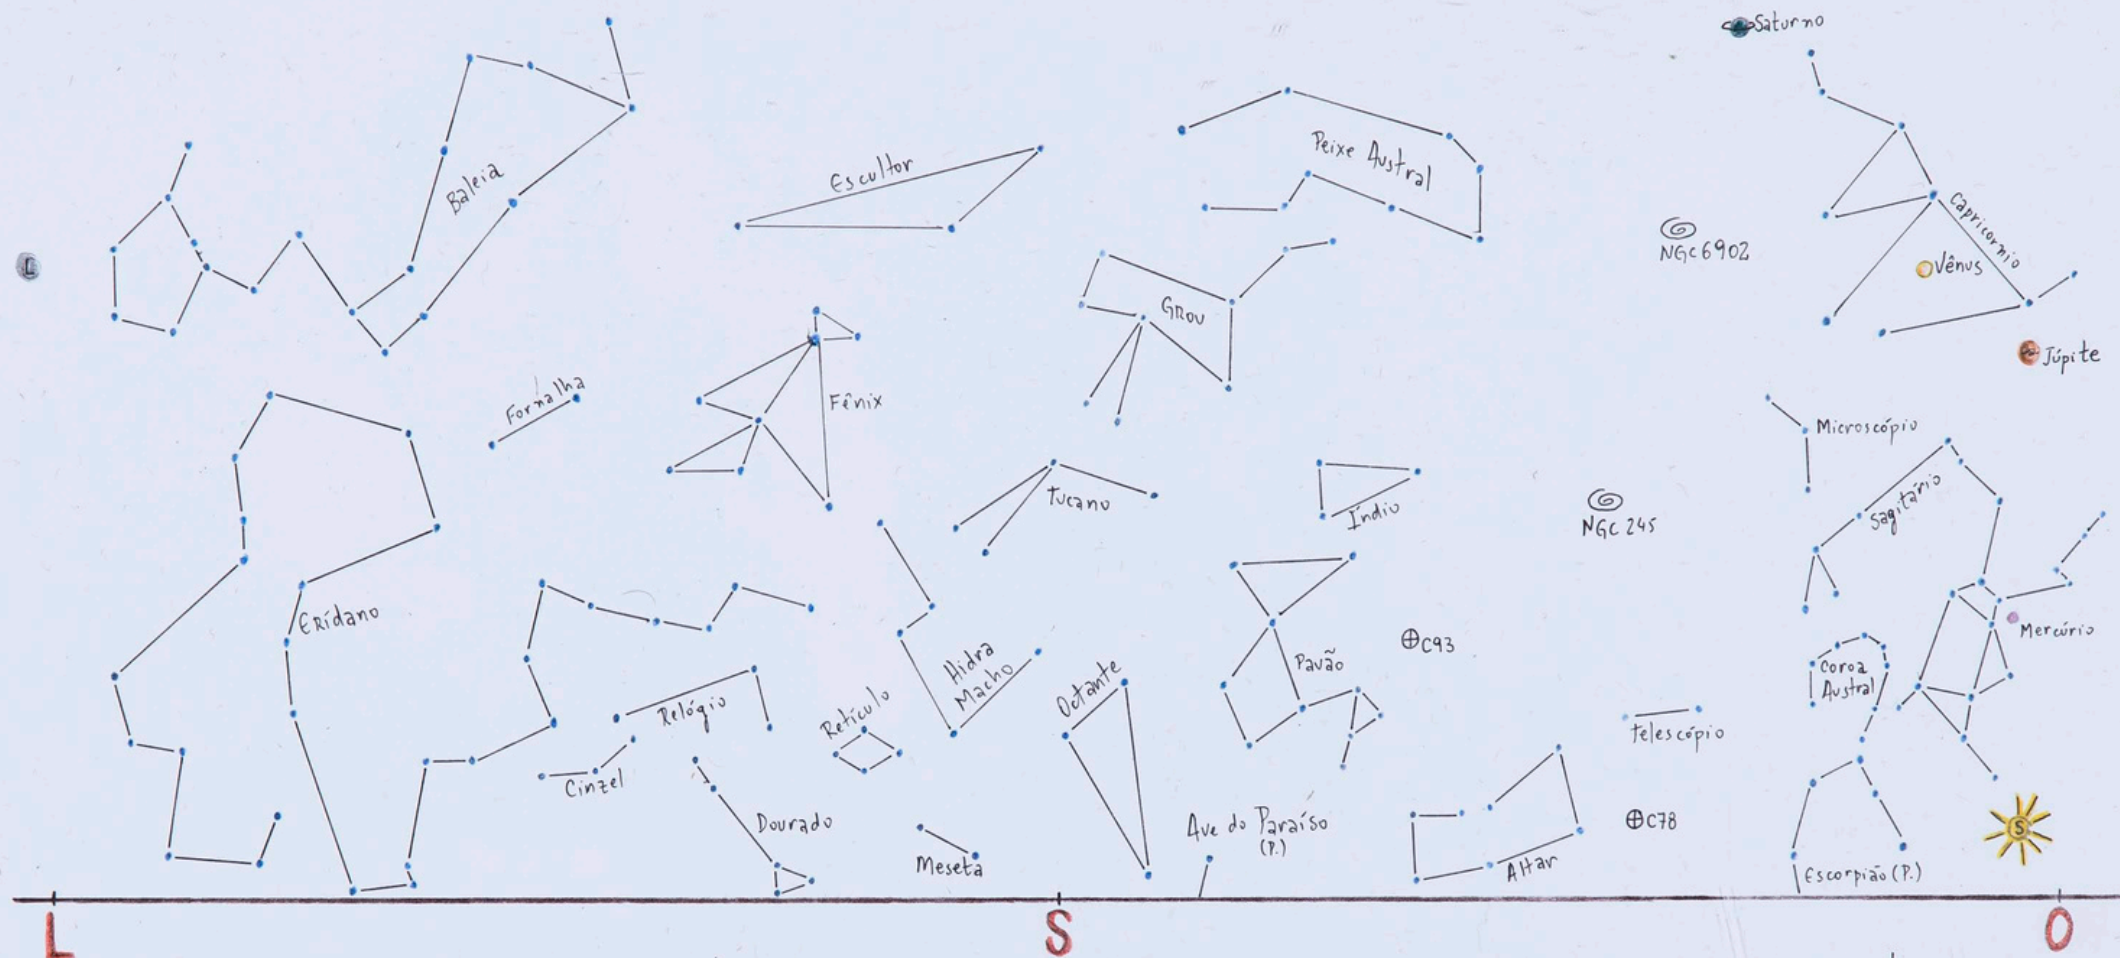 Saturno
Baleia
Escultor
Peixe Austral
Capricornio
NGC6902
L
Vênus
Grou
Júpite
Fornalha
Fênix
Microscópio
Tucano
Sagitário
Índio
NGC 245
Erídano
Mercúrio
C93
Hidra
Macho
Pavão
Coroa
Austral
Octante
Relógio
Retículo
Telescópio
Cinzel
Dourado
Ave do Paraíso
(P.)
C78
S
Meseta
Altar
Escorpião (P.)
L
S
O